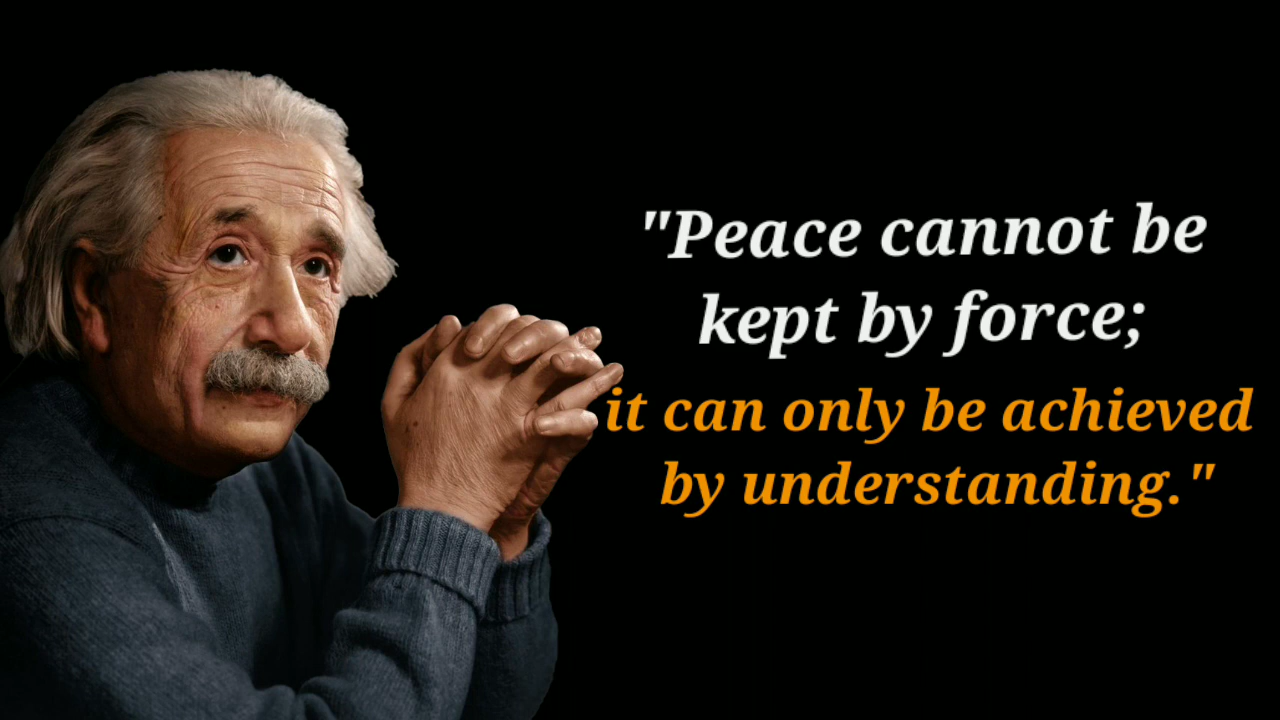 "Peace cannot be
kept by force;
it can only be achieved
by understanding."